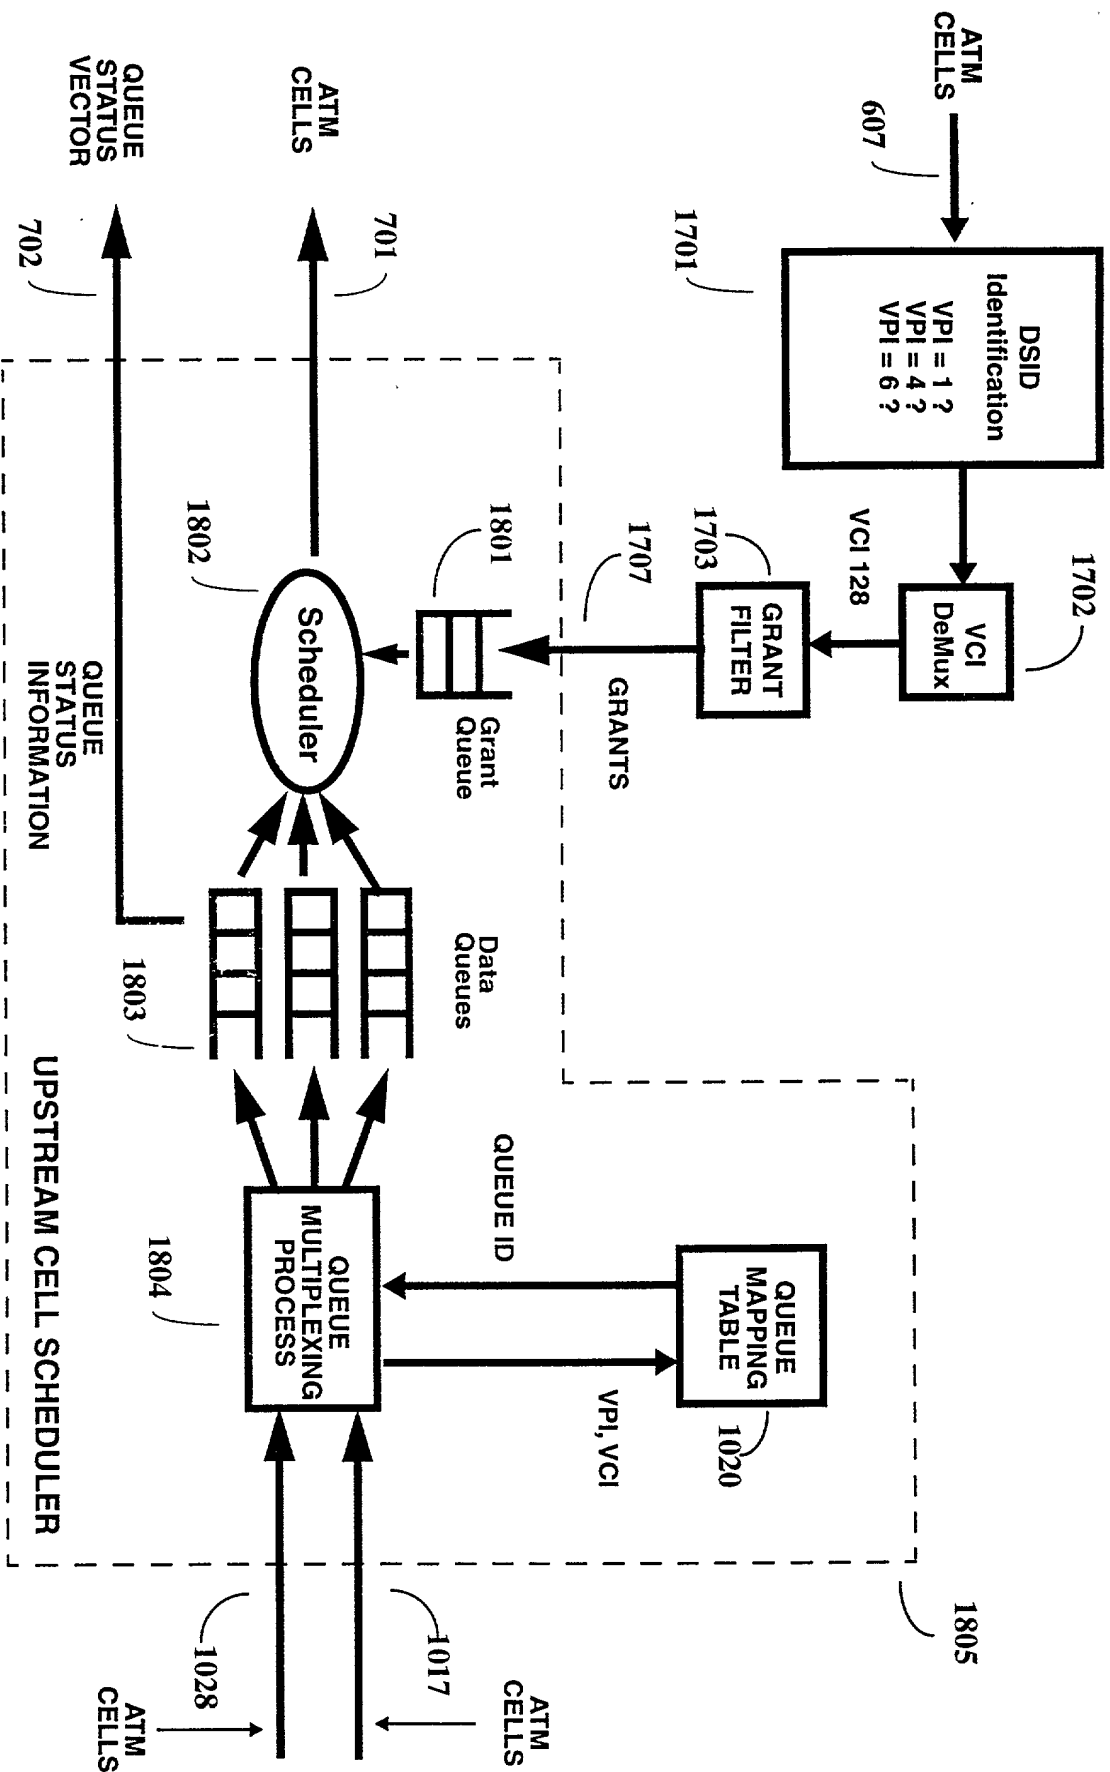 ATM
CELLS
607
1701
DSID
Identification
VPI = 1 ?
VPI = 4 ?
VPI = 6 ?
1702
VCI
DeMux
VCI 128
1703
GRANT
FILTER
1707
GRANTS
ATM
CELLS
701
QUEUE
STATUS
VECTOR
702
1801
Grant
Queue
1802
Scheduler
QUEUE
STATUS
INFORMATION
Data
Queues
1803
QUEUE ID
QUEUE
MAPPING
TABLE
1020
VPI, VCI
QUEUE
MULTIPLEXING
PROCESS
1804
UPSTREAM CELL SCHEDULER
1805
1017
ATM
CELLS
1028
ATM
CELLS